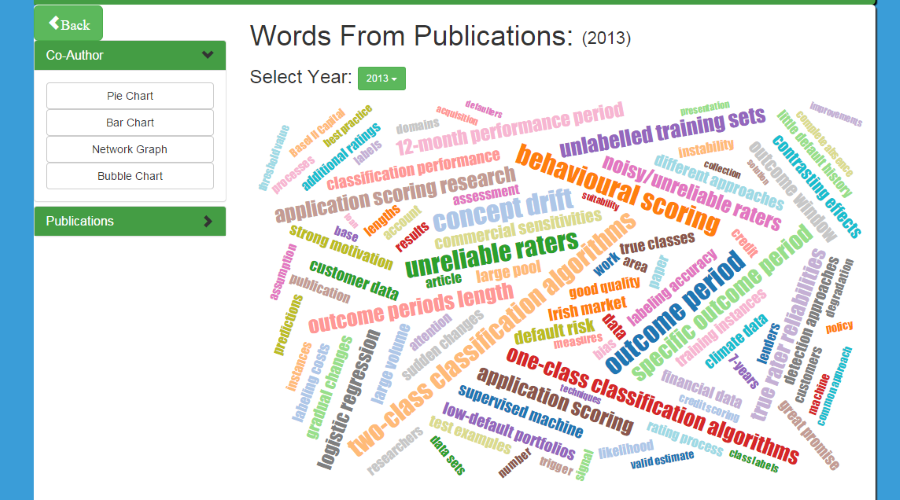 Back
Co-Author
Pie Chart
Bar Chart
Network Graph
Bubble Chart
Publications
Words From Publications: (2013)
Select Year: 2013
threshold value
Basel II Capital
best practice
processes
additional ratings
labels
domains
acquisition
defaulters
12-month performance period
presentation
improvements
unlabelled training sets
little default history
complete absence
contrasting effects
instability
collection
outcome window
classification performance
behavioural scoring
noisy/unreliable raters
different approaches
application scoring research
assessment
suitability
concept drift
lengths
account
results
base
commercial sensitivities
strong motivation
unreliable raters
true classes
credit
assumption
customer data
article
large pool
work
area
paper
publication
good quality
labeling accuracy
outcome period
specific outcome period
true rater reliabilities
detection approaches
degradation
outcome periods length
Irish market
predictions
attention
sudden changes
default risk
data
measures
bias
training instances
climate data
lenders
policy
instances
labeling costs
gradual changes
logistic regression
large volume
two-class classification algorithms
one-class classification algorithms
7-years
customers
machine
common approach
application scoring
techniques
financial data
credit scoring
supervised machine
low-default portfolios
great promise
researchers
test examples
data sets
number
trigger
signal
likelihood
rating process
valid estimate
class labels